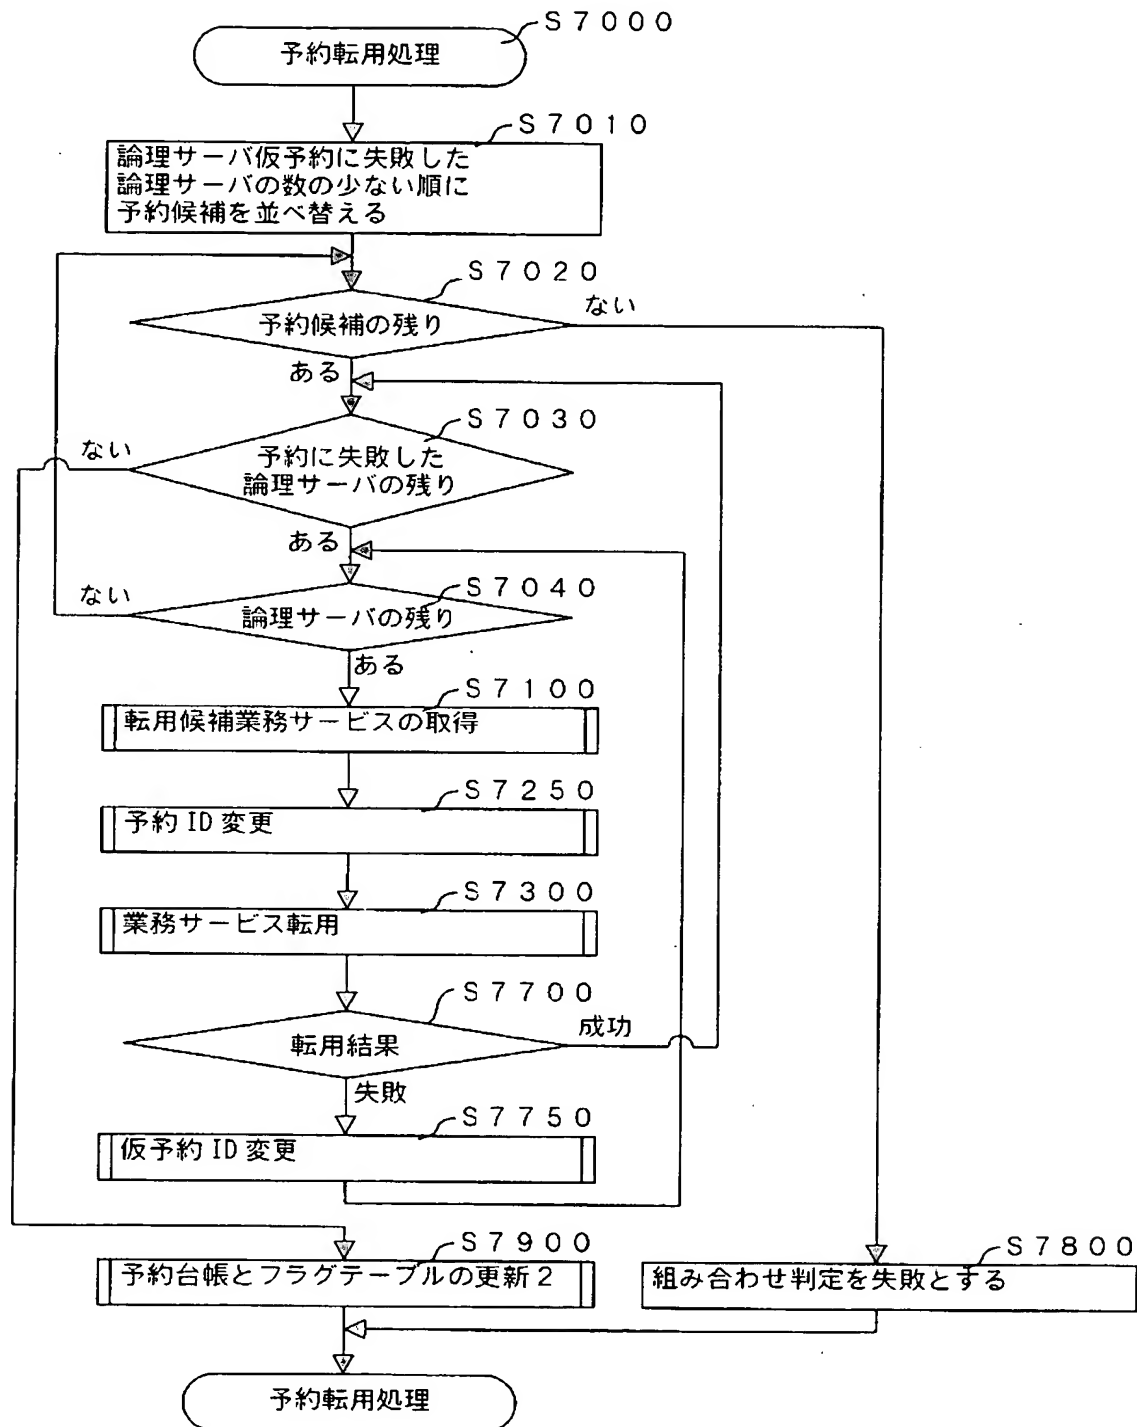 S7000
予約転用処理
S7010
論理サーバ仮予約に失敗した
論理サーバの数の少ない順に
予約候補を並べ替える
S7020
予約候補の残り
ない
ある
S7030
予約に失敗した
論理サーバの残り
ない
ある
S7040
論理サーバの残り
ない
ある
S7100
転用候補業務サービスの取得
S7250
予約ID変更
S7300
業務サービス転用
S7700
転用結果
成功
失敗
S7750
仮予約ID変更
S7900
予約台帳とフラグテーブルの更新2
S7800
組み合わせ判定を失敗とする
予約転用処理